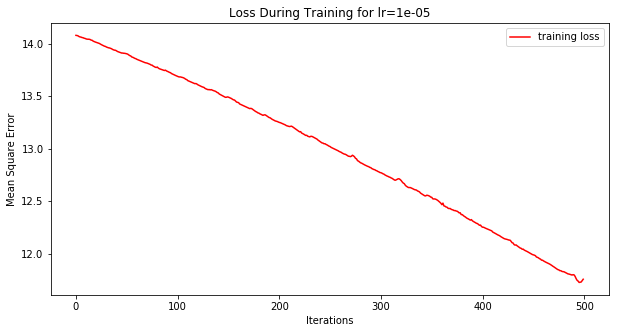 Loss During Training for lr=1e-05
training loss
Mean Square Error
14.0
13.5
13.0
12.5
12.0
0
100
200
300
400
500
Iterations